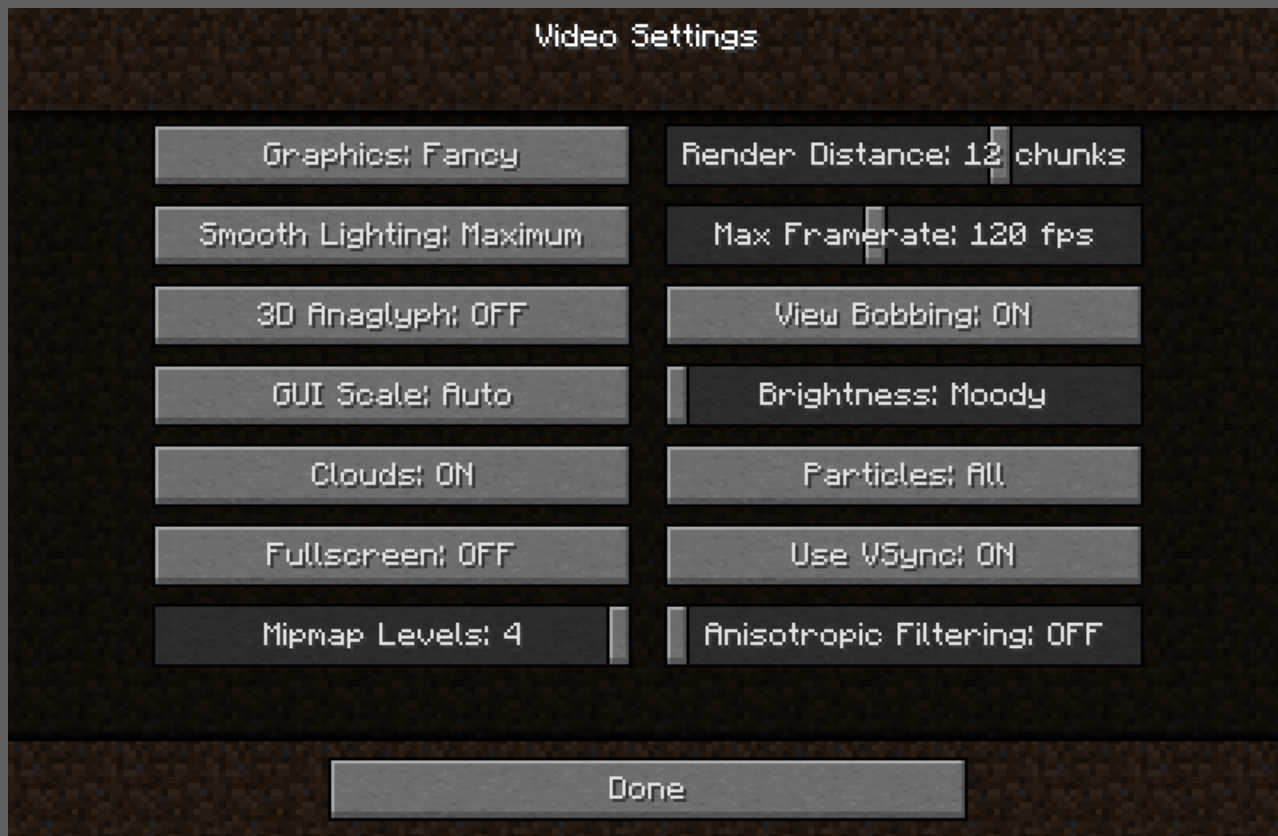 Video Settings
Graphics: Fancy
Render Distance: 12 chunks
Smooth Lighting: Maximum
Max Framerate: 120 fps
3D Anaglyph: OFF
View Bobbing: ON
GUI Scale: Auto
Brightness: Moody
Clouds: ON
Particles: All
Fullscreen: OFF
Use VSync: ON
Mipmap Levels: 4
Anisotropic Filtering: OFF
Done